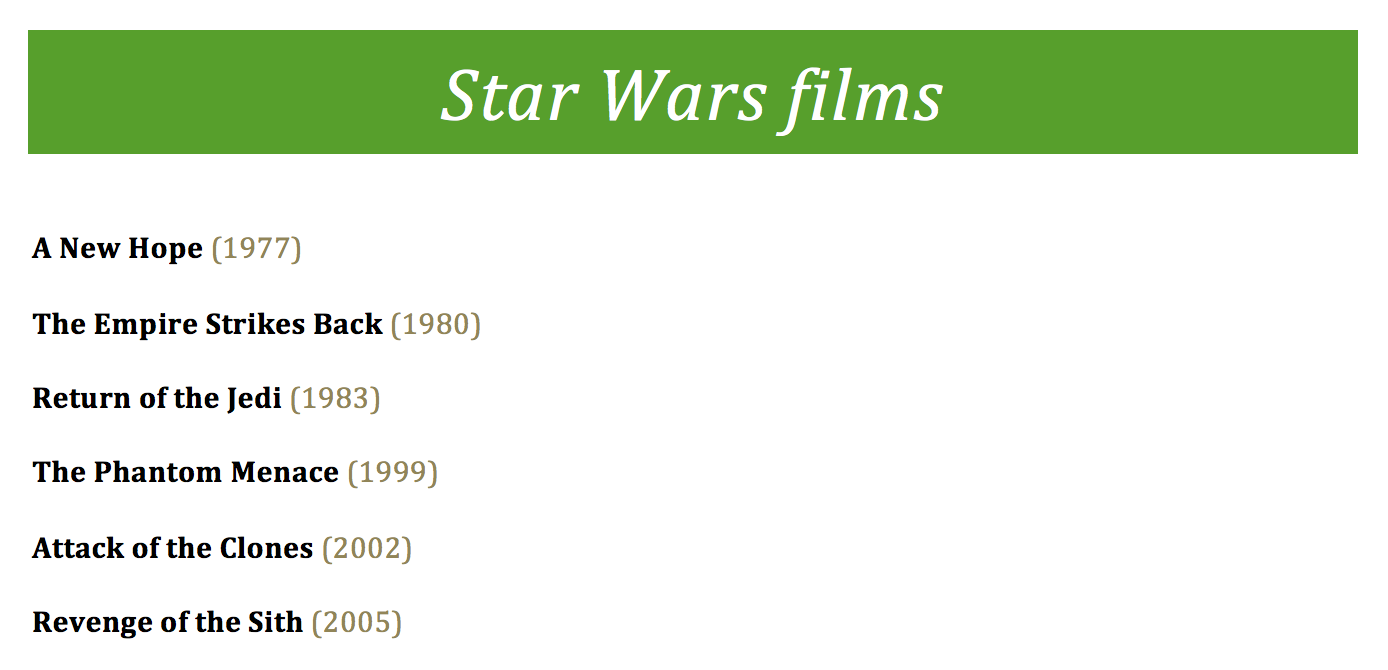 Star Wars films
A New Hope (1977)
The Empire Strikes Back (1980)
Return of the Jedi (1983)
The Phantom Menace (1999)
Attack of the Clones (2002)
Revenge of the Sith (2005)